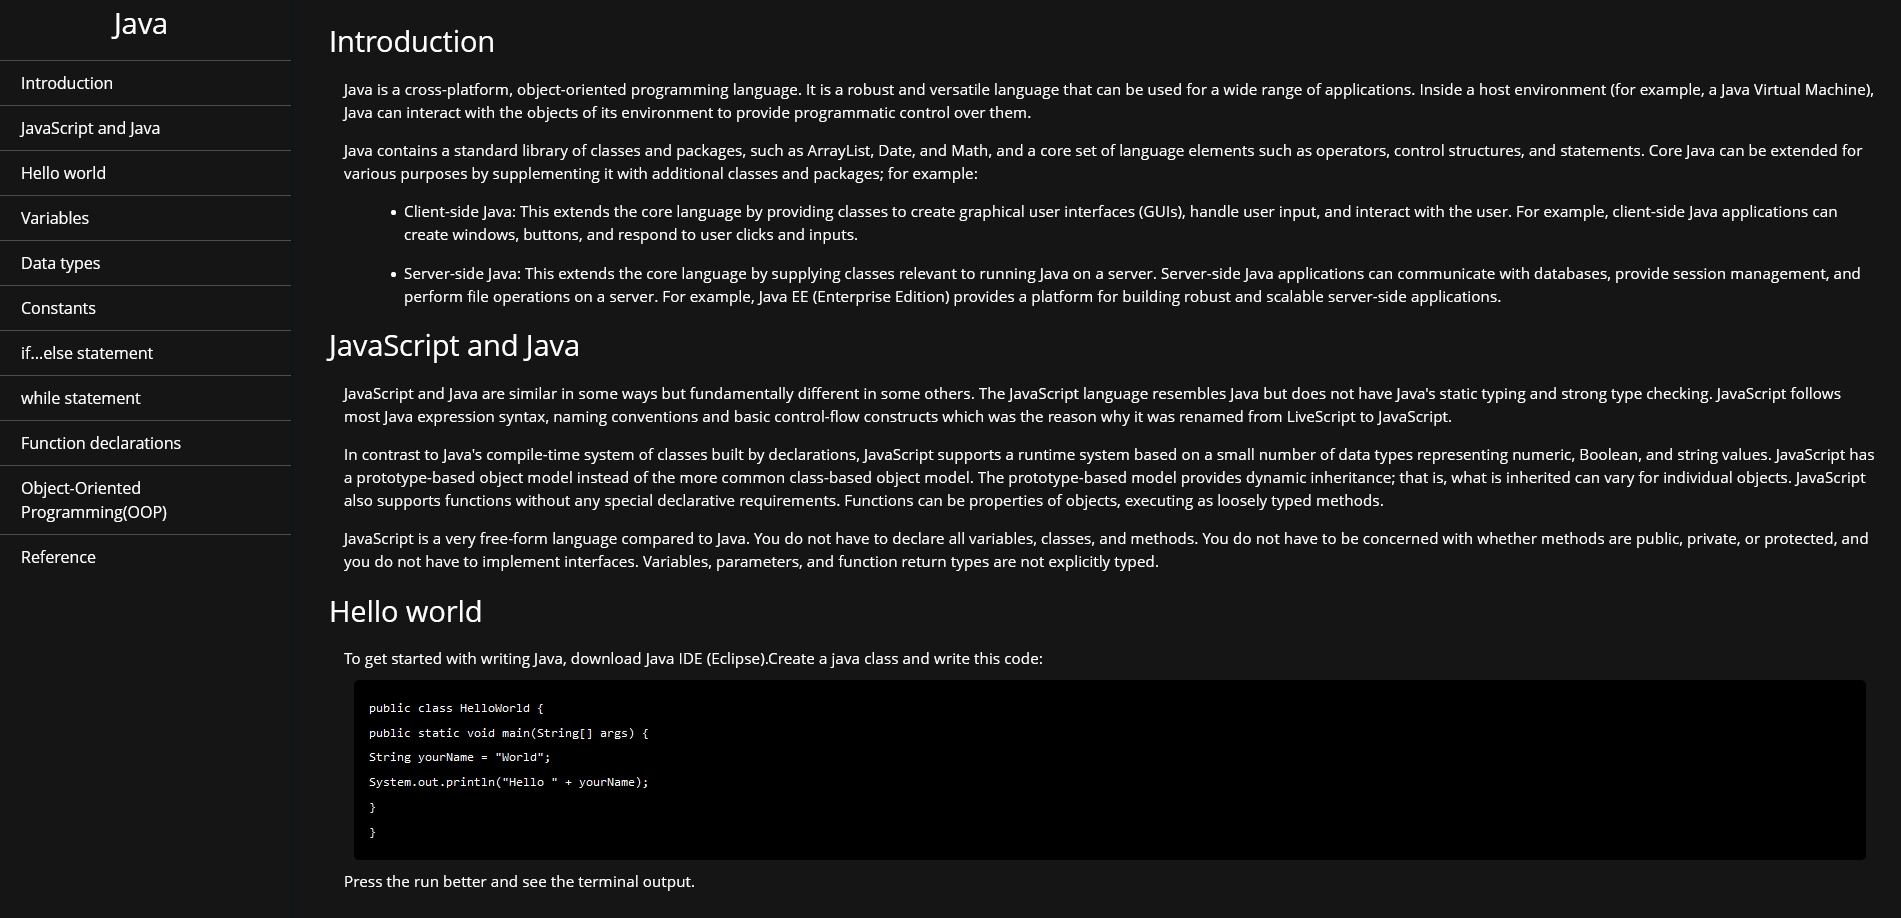 Java
Introduction
JavaScript and Java
Hello world
Variables
Data types
Constants
if...else statement
while statement
Function declarations
Object-Oriented
Programming(OOP)
Reference
Introduction
Java is a cross-platform, object-oriented programming language. It is a robust and versatile language that can be used for a wide range of applications. Inside a host environment (for example, a Java Virtual Machine),
Java can interact with the objects of its environment to provide programmatic control over them.
Java contains a standard library of classes and packages, such as ArrayList, Date, and Math, and a core set of language elements such as operators, control structures, and statements. Core Java can be extended for
various purposes by supplementing it with additional classes and packages; for example:
• Client-side Java: This extends the core language by providing classes to create graphical user interfaces (GUIs), handle user input, and interact with the user. For example, client-side Java applications can
create windows, buttons, and respond to user clicks and inputs.
• Server-side Java: This extends the core language by supplying classes relevant to running Java on a server. Server-side Java applications can communicate with databases, provide session management, and
perform file operations on a server. For example, Java EE (Enterprise Edition) provides a platform for building robust and scalable server-side applications.
JavaScript and Java
JavaScript and Java are similar in some ways but fundamentally different in some others. The JavaScript language resembles Java but does not have Java's static typing and strong type checking. JavaScript follows
most Java expression syntax, naming conventions and basic control-flow constructs which was the reason why it was renamed from LiveScript to JavaScript.
In contrast to Java's compile-time system of classes built by declarations, JavaScript supports a runtime system based on a small number of data types representing numeric, Boolean, and string values. JavaScript has
a prototype-based object model instead of the more common class-based object model. The prototype-based model provides dynamic inheritance; that is, what is inherited can vary for individual objects. JavaScript
also supports functions without any special declarative requirements. Functions can be properties of objects, executing as loosely typed methods.
JavaScript is a very free-form language compared to Java. You do not have to declare all variables, classes, and methods. You do not have to be concerned with whether methods are public, private, or protected, and
you do not have to implement interfaces. Variables, parameters, and function return types are not explicitly typed.
Hello world
To get started with writing Java, download Java IDE (Eclipse).Create a java class and write this code:
public class HelloWorld {
public static void main(String[] args) {
String yourName = "World";
System.out.println("Hello " + yourName);
}
}
Press the run better and see the terminal output.